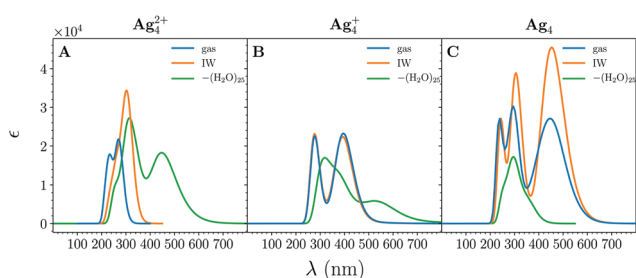 Ag₄²⁺ Ag₄⁺ Ag₄
×10⁴
A gas IW −(H₂O)₂₅
B gas IW −(H₂O)₂₅
C gas IW −(H₂O)₂₅
4
3
2
1
0
ϵ
100 200 300 400 500 600 700 100 200 300 400 500 600 700 100 200 300 400 500 600 700
λ (nm)